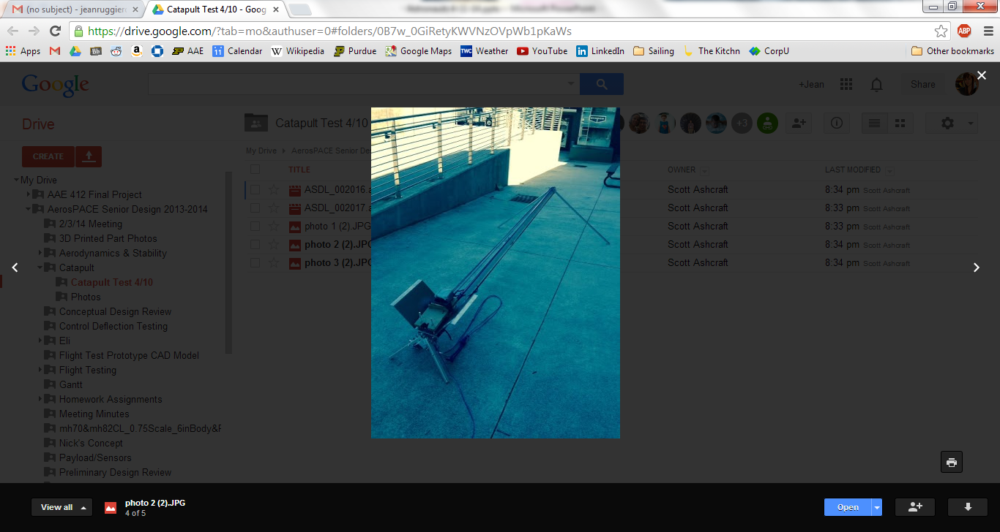 (no subject) - jeanruggiero
Catapult Test 4/10 - Goog
https://drive.google.com/?tab=mo&authuser=0#folders/0B7w_0GiRetyKWVNzOVpWb1pKaWs
ABP
Apps
Bb
AAE
11 Calendar
W Wikipedia
Purdue
Google Maps
TWC Weather
YouTube
in LinkedIn
Sailing
The Kitchn
CorpU
Other bookmarks
Google
+Jean
Share
Drive
Catapult Test 4/10
+3
CREATE
My Drive
AerosPACE Senior De
TITLE
OWNER
LAST MODIFIED
My Drive
AAE 412 Final Project
AerosPACE Senior Design 2013-2014
2/3/14 Meeting
3D Printed Part Photos
Aerodynamics & Stability
Catapult
Catapult Test 4/10
Photos
Conceptual Design Review
Control Deflection Testing
Eli
Flight Test Prototype CAD Model
Flight Testing
Gantt
Homework Assignments
Meeting Minutes
mh70&mh82CL_0.75Scale_6inBody&F
Nick's Concept
Payload/Sensors
Preliminary Design Review
ASDL_002016.a Scott Ashcraft 8:34 pm Scott Ashcraft
ASDL_002017.a Scott Ashcraft 8:33 pm Scott Ashcraft
photo 1 (2).JPG Scott Ashcraft 8:33 pm Scott Ashcraft
photo 2 (2).JPG Scott Ashcraft 8:34 pm Scott Ashcraft
photo 3 (2).JPG Scott Ashcraft 8:34 pm Scott Ashcraft
View all
photo 2 (2).JPG
4 of 5
Open